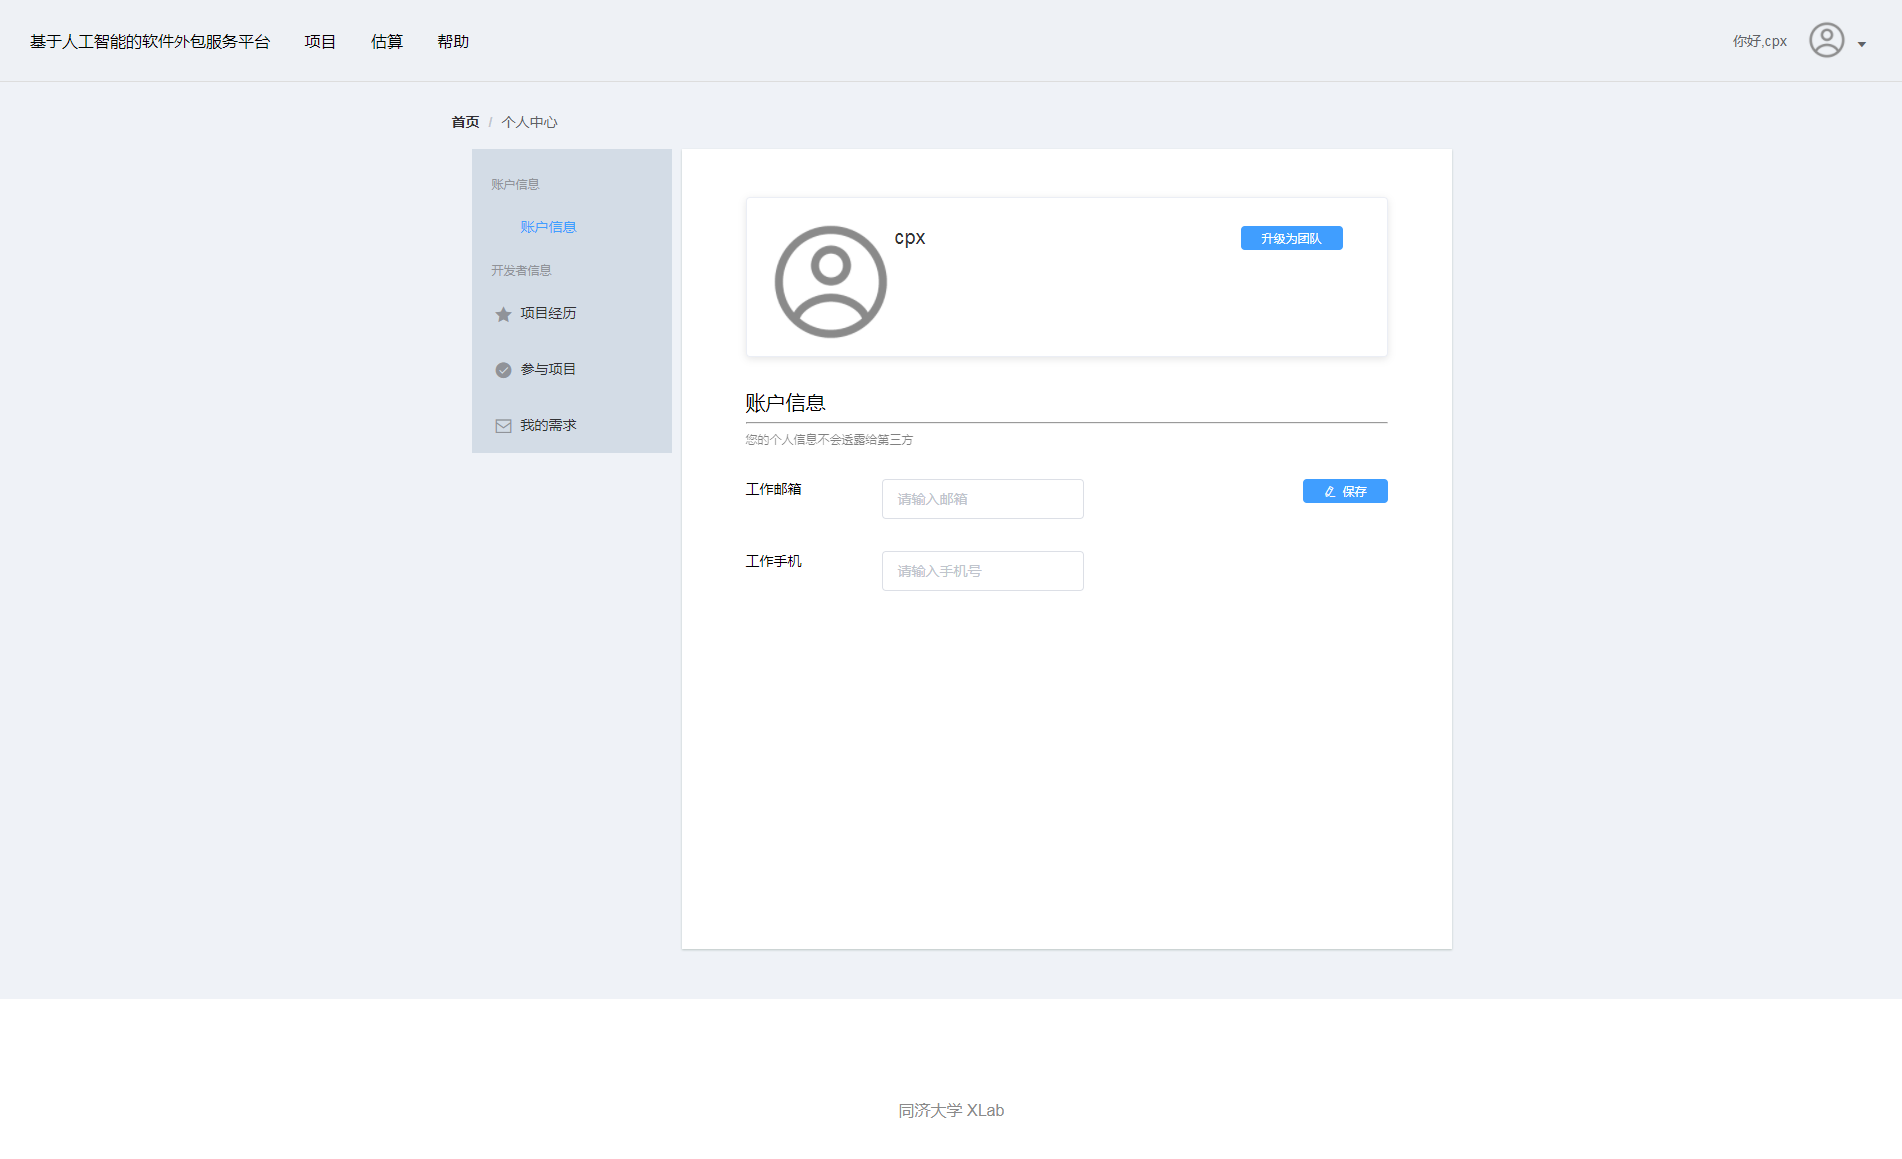 基于人工智能的软件外包服务平台 项目 估算 帮助 你好,cpx
首页 / 个人中心
账户信息
账户信息
开发者信息
项目经历
参与项目
我的需求
cpx 升级为团队
账户信息
您的个人信息不会透露给第三方
工作邮箱 请输入邮箱 保存
工作手机 请输入手机号
同济大学 XLab